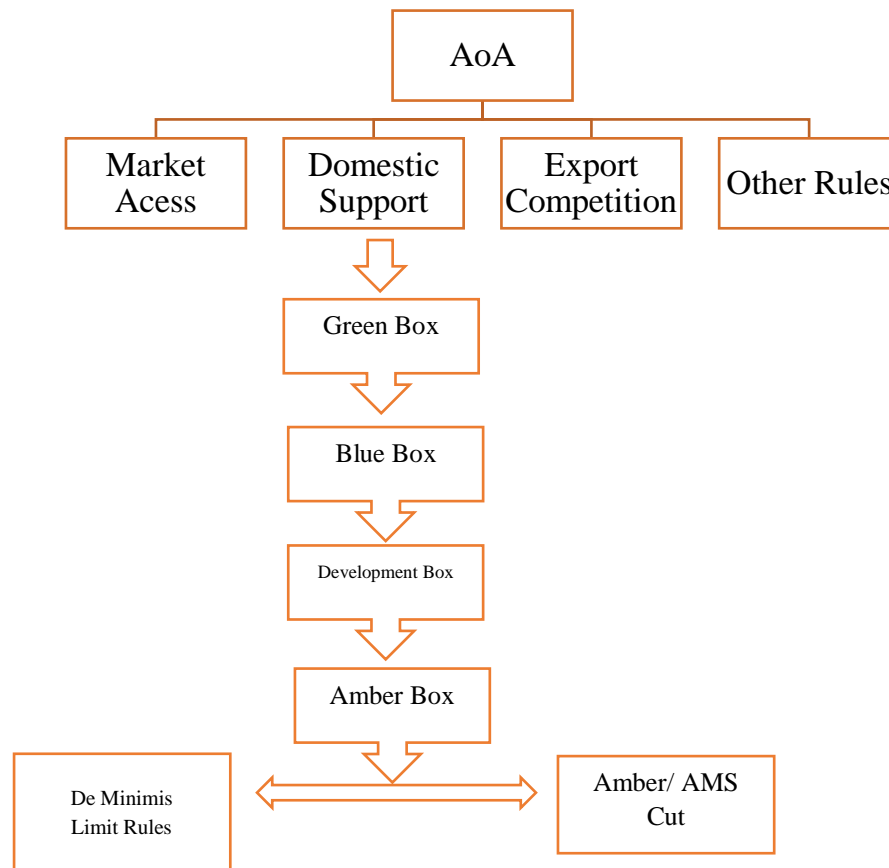 AoA
Market
Acess
Domestic
Support
Export
Competition
Other Rules
Green Box
Blue Box
Development Box
Amber Box
De Minimis
Limit Rules
Amber/ AMS
Cut